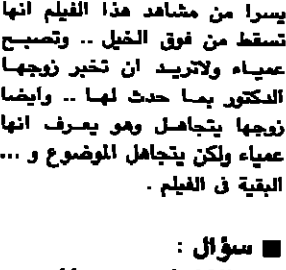 يسرا من مشاهد هذا الفيلم انها
تسقط من فوق الخيل .. وتصبح
عمياء ولاتريد ان تخبر زوجها
الدكتور بما حدث لها .. وايضا
زوجها يتجاهل وهو يعرف انها
عمياء ولكن يتجاهل الموضوع و ...
البقية فى الفيلم .
■ سؤال :